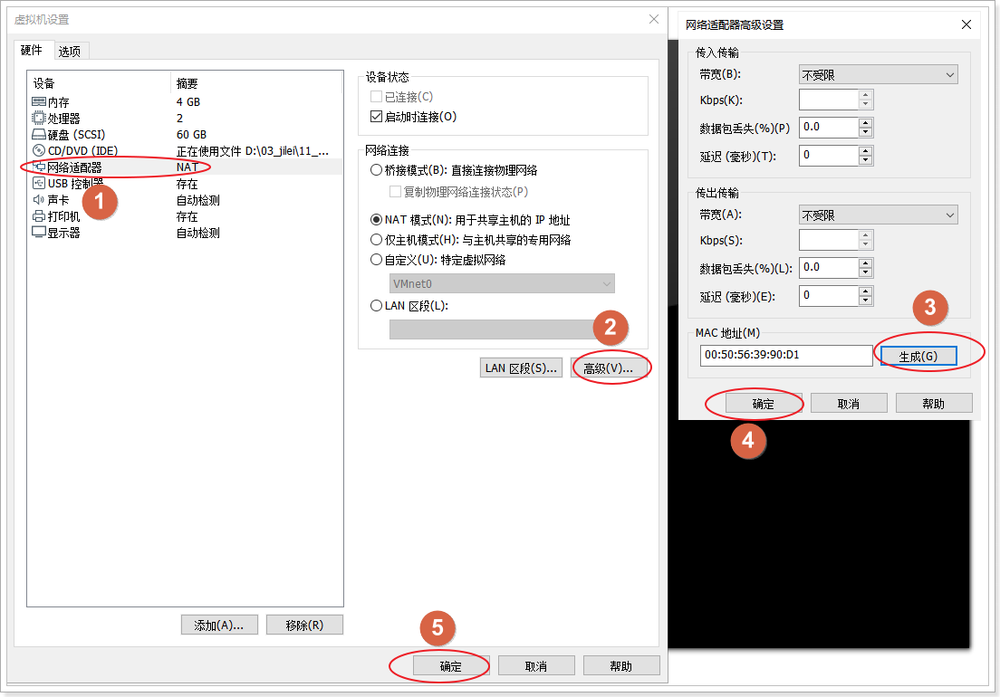 虚拟机设置
硬件 选项
设备 摘要
内存 4 GB
处理器 2
硬盘 (SCSI) 60 GB
CD/DVD (IDE) 正在使用文件 D:\03_jilei\11_...
网络适配器 NAT
USB 控制器 存在
声卡 自动检测
打印机 存在
显示器 自动检测
1
添加(A)... 移除(R)
设备状态
已连接(C)
启动时连接(O)
网络连接
桥接模式(B): 直接连接物理网络
复制物理网络连接状态(P)
NAT 模式(N): 用于共享主机的 IP 地址
仅主机模式(H): 与主机共享的专用网络
自定义(U): 特定虚拟网络
VMnet0
LAN 区段(L):
2
LAN 区段(S)... 高级(V)...
5
确定 取消 帮助
网络适配器高级设置
传入传输
带宽(B): 不受限
Kbps(K):
数据包丢失(%)(P) 0.0
延迟 (毫秒)(T): 0
传出传输
带宽(A): 不受限
Kbps(S):
数据包丢失(%)(L): 0.0
延迟 (毫秒)(E): 0
3
MAC 地址(M)
00:50:56:39:90:D1 生成(G)
确定 取消 帮助
4